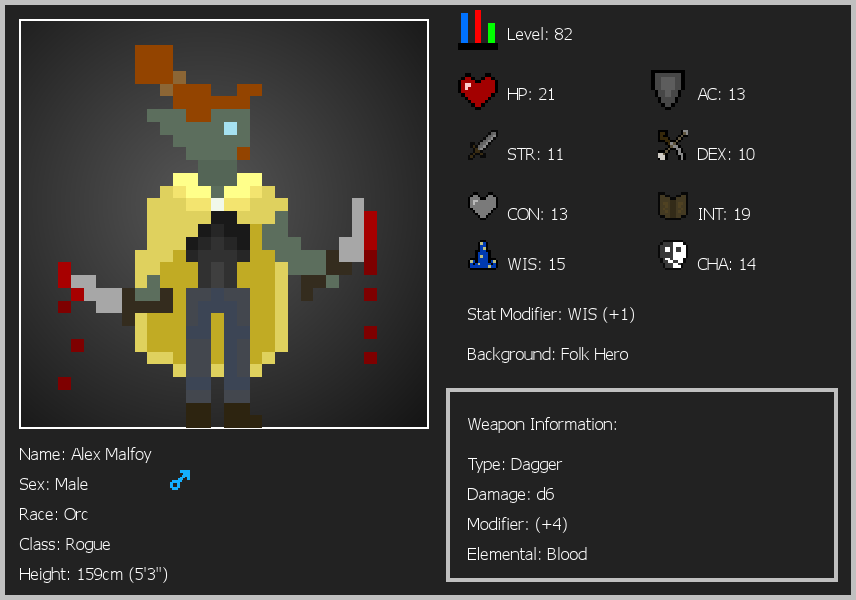 Level: 82
HP: 21
AC: 13
STR: 11
DEX: 10
CON: 13
INT: 19
WIS: 15
CHA: 14
Stat Modifier: WIS (+1)
Background: Folk Hero
Weapon Information:
Type: Dagger
Damage: d6
Modifier: (+4)
Elemental: Blood
Name: Alex Malfoy
Sex: Male
Race: Orc
Class: Rogue
Height: 159cm (5'3")